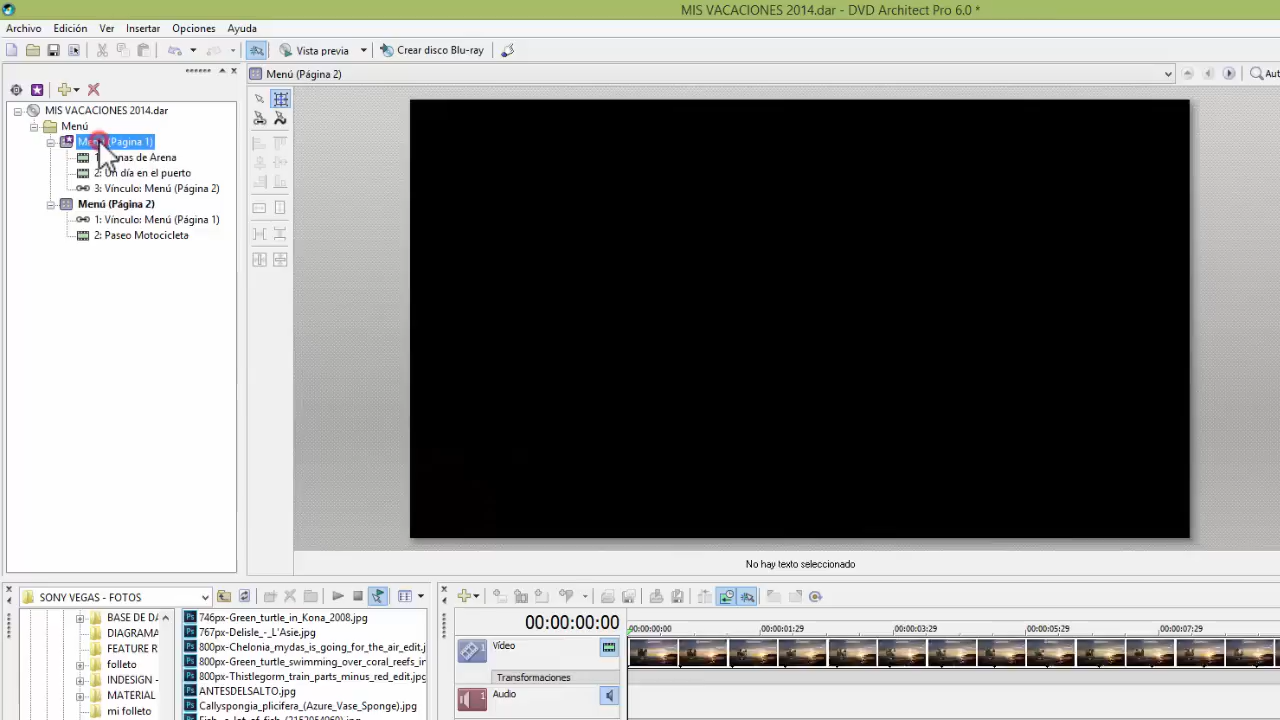 MIS VACACIONES 2014.dar - DVD Architect Pro 6.0 *
Archivo Edición Ver Insertar Opciones Ayuda
Vista previa Crear disco Blu-ray
Menú (Página 2) Aut
MIS VACACIONES 2014.dar
Menú
(Página 1)
de Arena
2: Un día en el puerto
3: Vínculo: Menú (Página 2)
Menú (Página 2)
1: Vínculo: Menú (Página 1)
2: Paseo Motocicleta
No hay texto seleccionado
SONY VEGAS - FOTOS
BASE DE DA
DIAGRAMA
FEATURE R
folleto
INDESIGN -
MATERIAL
mi folleto
746px-Green_turtle_in_Kona_2008.jpg
767px-Delisle_-_L'Asie.jpg
800px-Chelonia_mydas_is_going_for_the_air_edit.j
800px-Green_turtle_swimming_over_coral_reefs_in
800px-Thistlegorm_train_parts_minus_red_edit.jpg
ANTESDELSALTO.jpg
Callyspongia_plicifera_(Azure_Vase_Sponge).jpg
00:00:00:00
00:00:00:00 00:00:01:29 00:00:03:29 00:00:05:29 00:00:07:29
1 Vídeo
Transformaciones
1 Audio